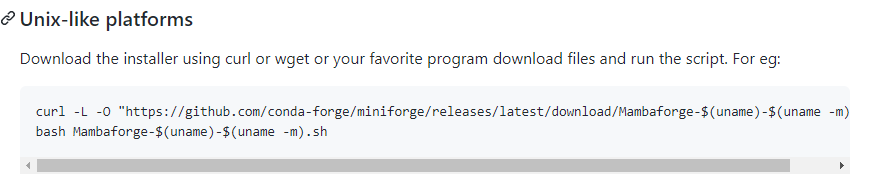 Unix-like platforms
Download the installer using curl or wget or your favorite program download files and run the script. For eg:
curl -L -O "https://github.com/conda-forge/miniforge/releases/latest/download/Mambaforge-$(uname)-$(uname -m)
bash Mambaforge-$(uname)-$(uname -m).sh